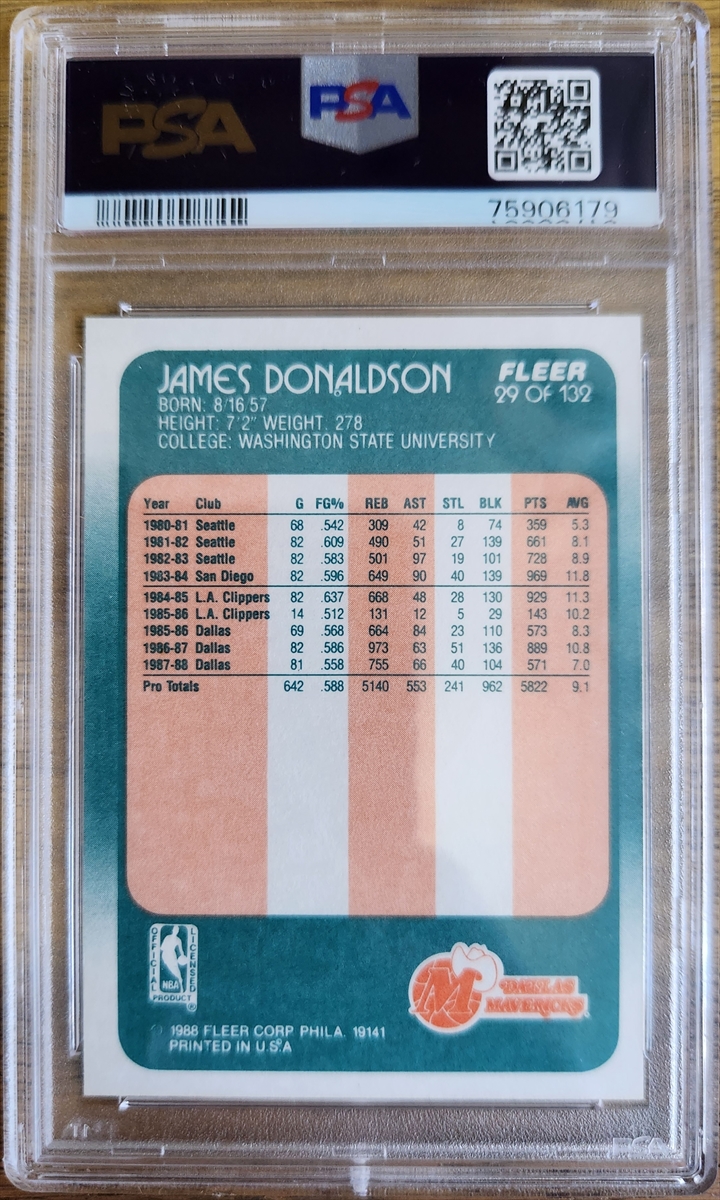 PSA
PSA
75906179
JAMES DONALDSON
FLEER
29 OF 132
BORN: 8/16/57
HEIGHT: 7'2" WEIGHT: 278
COLLEGE: WASHINGTON STATE UNIVERSITY
Year Club G FG% REB AST STL BLK PTS AVG
1980-81 Seattle 68 .542 309 42 8 74 359 5.3
1981-82 Seattle 82 .609 490 51 27 139 661 8.1
1982-83 Seattle 82 .583 501 97 19 101 728 8.9
1983-84 San Diego 82 .596 649 90 40 139 969 11.8
1984-85 L.A. Clippers 82 .637 668 48 28 130 929 11.3
1985-86 L.A. Clippers 14 .512 131 12 5 29 143 10.2
1985-86 Dallas 69 .568 664 84 23 110 573 8.3
1986-87 Dallas 82 .586 973 63 51 136 889 10.8
1987-88 Dallas 81 .558 755 66 40 104 571 7.0
Pro Totals 642 .588 5140 553 241 962 5822 9.1
OFFICIAL LICENSED
NBA
PRODUCT ®
M DALLAS
MAVERICKS
© 1988 FLEER CORP PHILA. 19141
PRINTED IN U.S.A
PSA